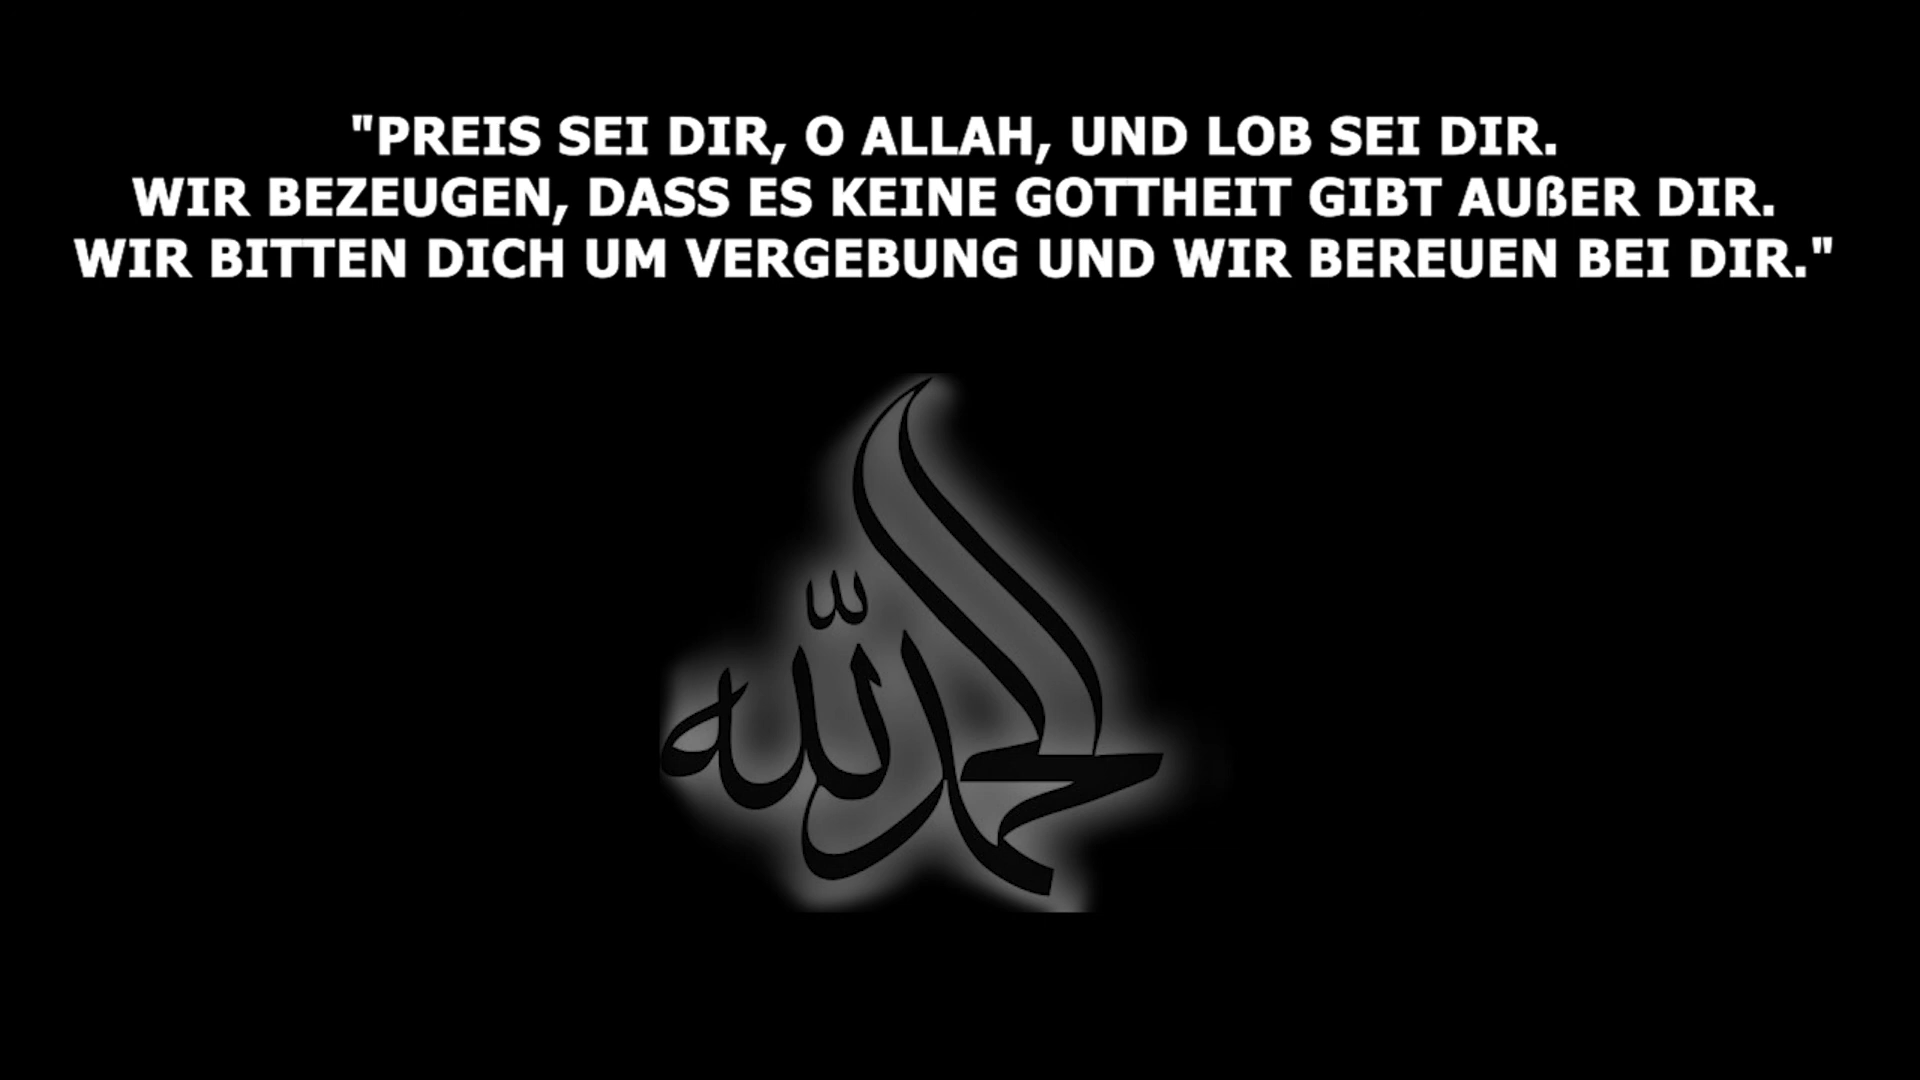 "PREIS SEI DIR, O ALLAH, UND LOB SEI DIR.
WIR BEZEUGEN, DASS ES KEINE GOTTHEIT GIBT AUßER DIR.
WIR BITTEN DICH UM VERGEBUNG UND WIR BEREUEN BEI DIR."
الحمد لله